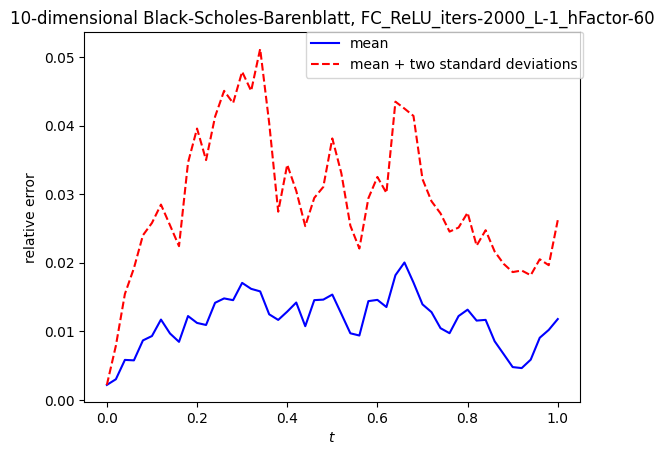 10-dimensional Black-Scholes-Barenblatt, FC_ReLU_iters-2000_L-1_hFactor-60
mean
mean + two standard deviations
0.05
0.04
0.03
0.02
0.01
0.00
relative error
0.0 0.2 0.4 0.6 0.8 1.0
t